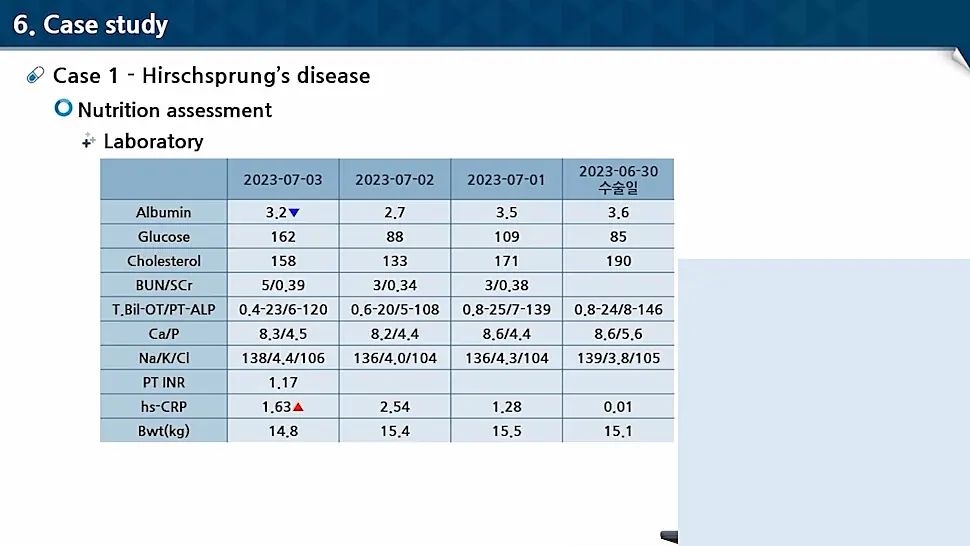 6. Case study
Case 1 - Hirschsprung's disease
Nutrition assessment
Laboratory
2023-07-03 2023-07-02 2023-07-01 2023-06-30 수술일
Albumin 3.2▼ 2.7 3.5 3.6
Glucose 162 88 109 85
Cholesterol 158 133 171 190
BUN/SCr 5/0.39 3/0.34 3/0.38
T.Bil-OT/PT-ALP 0.4-23/6-120 0.6-20/5-108 0.8-25/7-139 0.8-24/8-146
Ca/P 8.3/4.5 8.2/4.4 8.6/4.4 8.6/5.6
Na/K/Cl 138/4.4/106 136/4.0/104 136/4.3/104 139/3.8/105
PT INR 1.17
hs-CRP 1.63▲ 2.54 1.28 0.01
Bwt(kg) 14.8 15.4 15.5 15.1